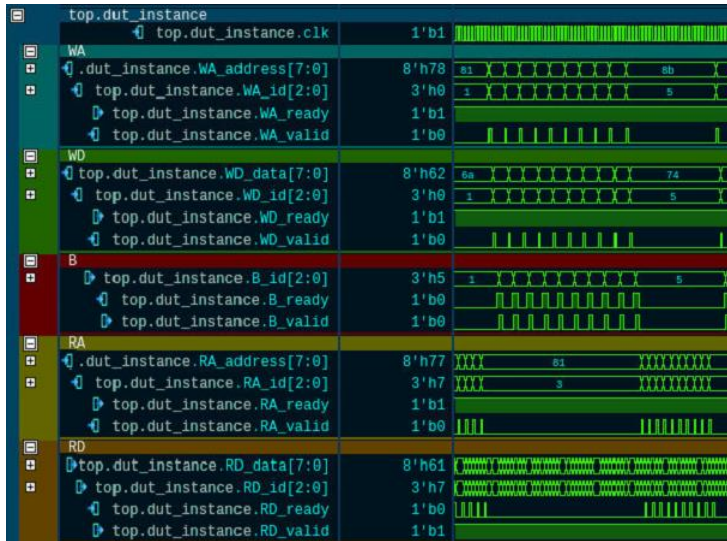 top.dut_instance
top.dut_instance.clk 1'b1
WA
.dut_instance.WA_address[7:0] 8'h78 81 8b
top.dut_instance.WA_id[2:0] 3'h0 1 5
top.dut_instance.WA_ready 1'b1
top.dut_instance.WA_valid 1'b0
WD
top.dut_instance.WD_data[7:0] 8'h62 6a 74
top.dut_instance.WD_id[2:0] 3'h0 1 5
top.dut_instance.WD_ready 1'b1
top.dut_instance.WD_valid 1'b0
B
top.dut_instance.B_id[2:0] 3'h5 1 5
top.dut_instance.B_ready 1'b0
top.dut_instance.B_valid 1'b0
RA
.dut_instance.RA_address[7:0] 8'h77 81
top.dut_instance.RA_id[2:0] 3'h7 3
top.dut_instance.RA_ready 1'b1
top.dut_instance.RA_valid 1'b0
RD
top.dut_instance.RD_data[7:0] 8'h61
top.dut_instance.RD_id[2:0] 3'h7
top.dut_instance.RD_ready 1'b0
top.dut_instance.RD_valid 1'b1